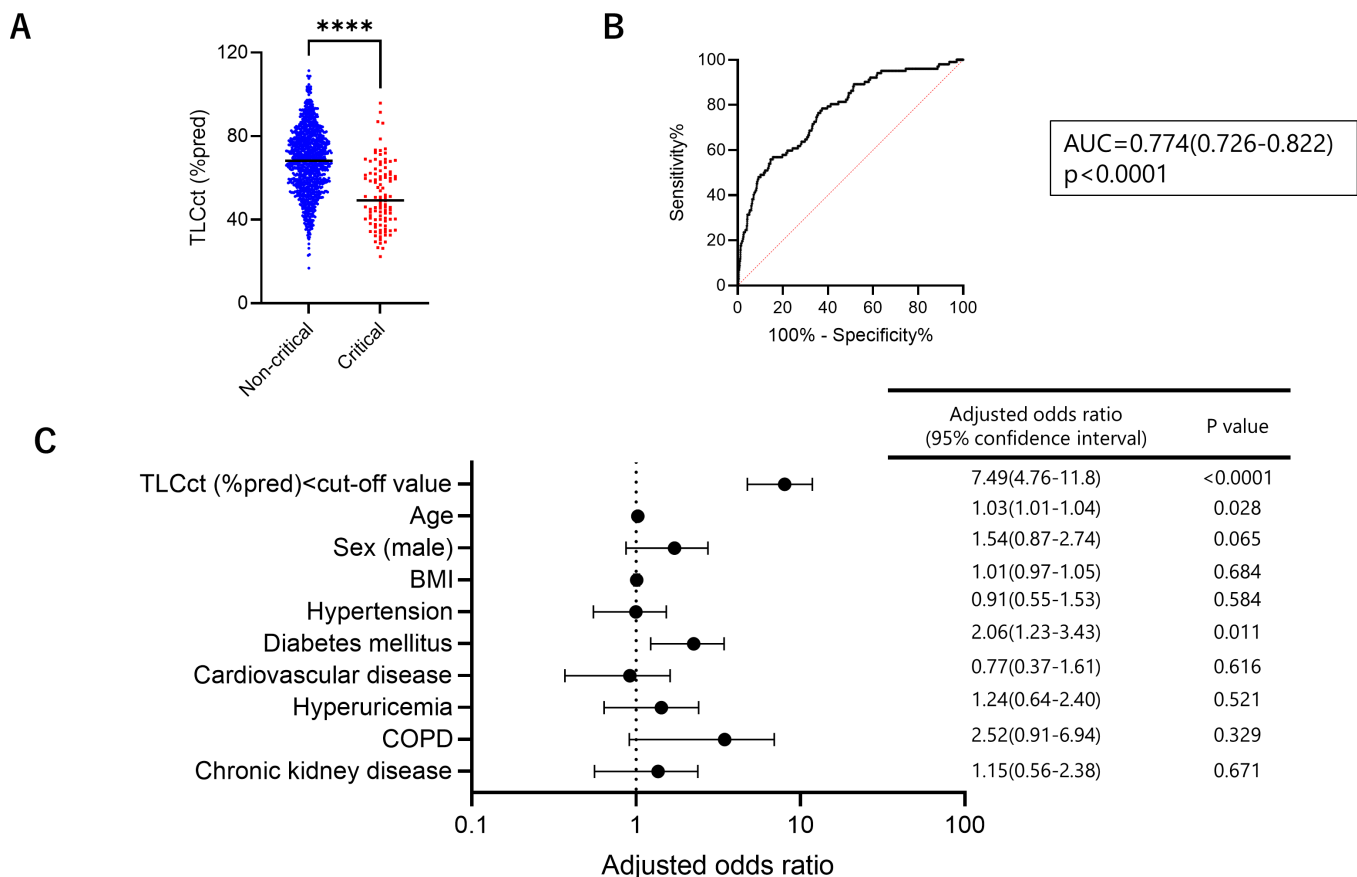 A
****
TLCct (%pred)
120
80
40
0
Non-critical
Critical
B
Sensitivity%
100
80
60
40
20
0
0 20 40 60 80 100
100% - Specificity%
AUC=0.774(0.726-0.822)
p<0.0001
C
Adjusted odds ratio
(95% confidence interval)
P value
TLCct (%pred)<cut-off value 7.49(4.76-11.8) <0.0001
Age 1.03(1.01-1.04) 0.028
Sex (male) 1.54(0.87-2.74) 0.065
BMI 1.01(0.97-1.05) 0.684
Hypertension 0.91(0.55-1.53) 0.584
Diabetes mellitus 2.06(1.23-3.43) 0.011
Cardiovascular disease 0.77(0.37-1.61) 0.616
Hyperuricemia 1.24(0.64-2.40) 0.521
COPD 2.52(0.91-6.94) 0.329
Chronic kidney disease 1.15(0.56-2.38) 0.671
0.1 1 10 100
Adjusted odds ratio